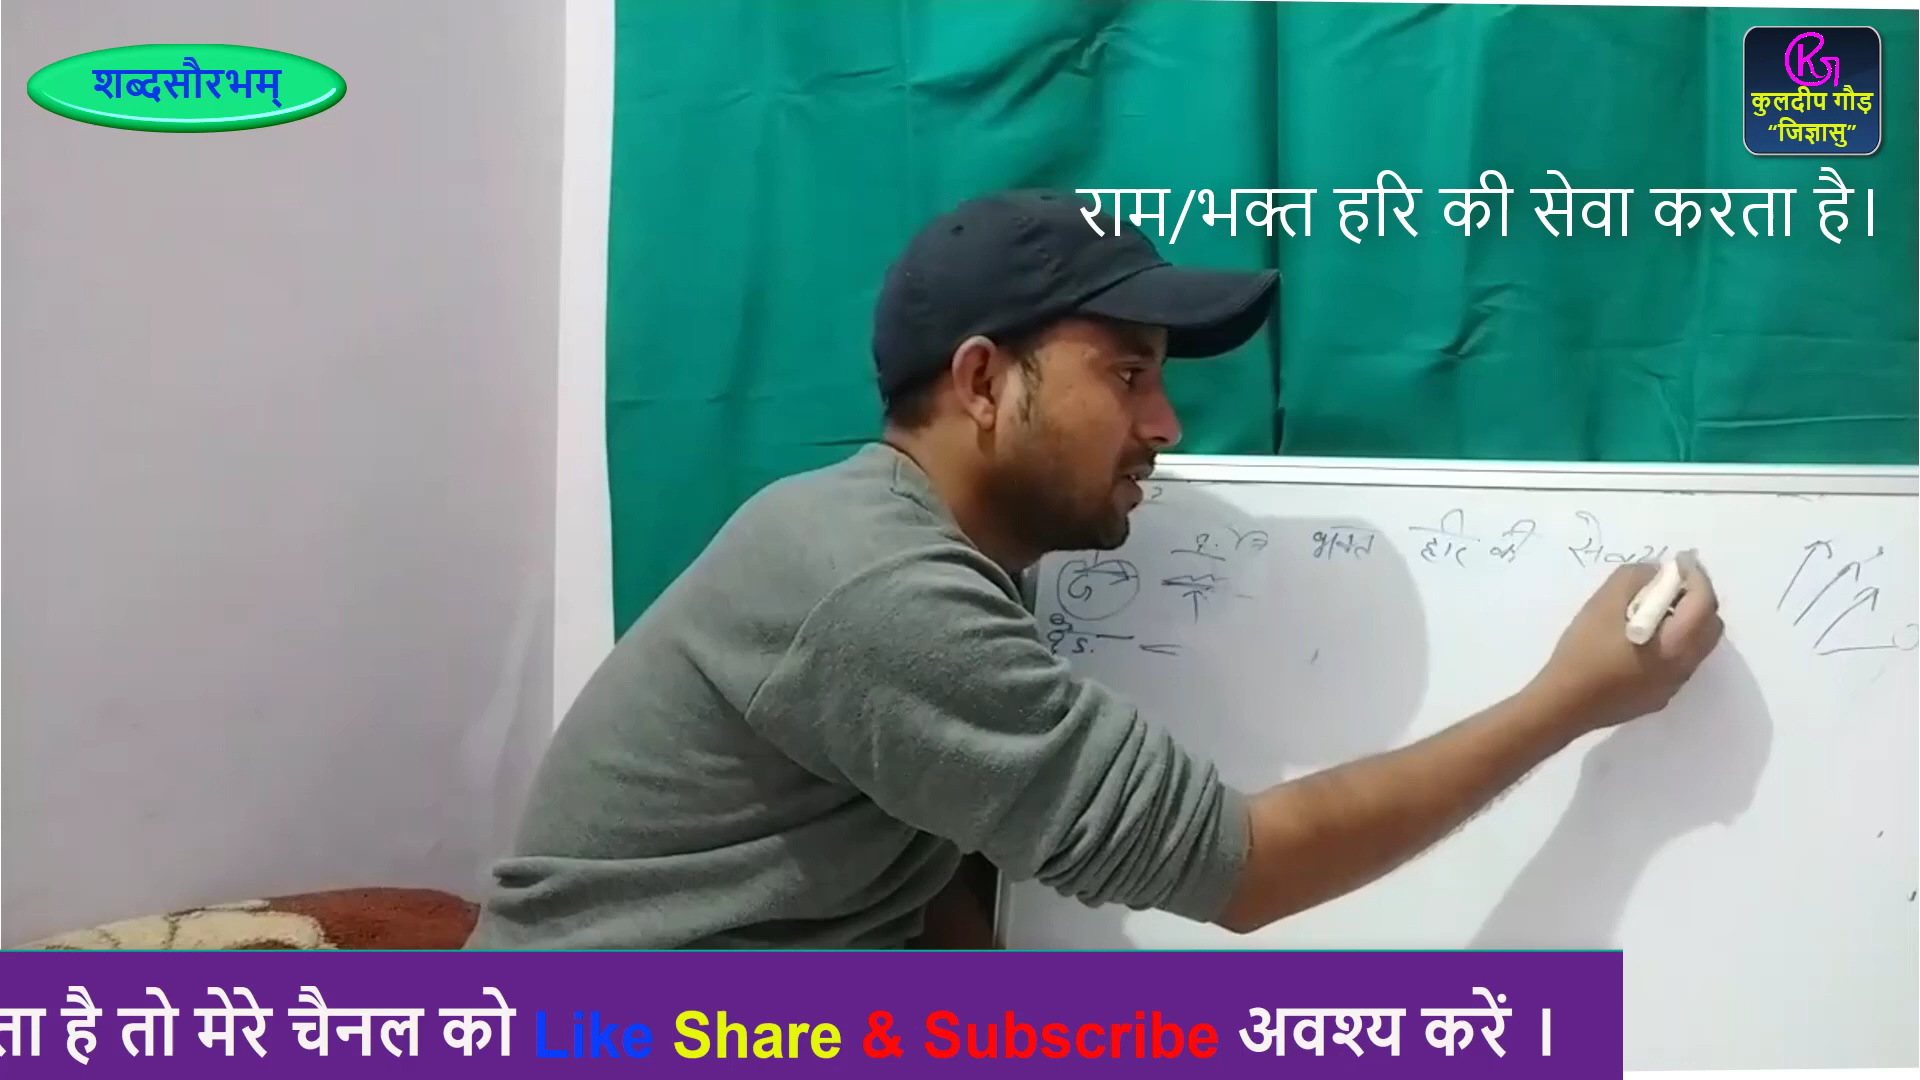 शब्दसौरभम्
कुलदीप गौड़
“जिज्ञासु”
राम/भक्त हरि की सेवा करता है।
भक्त हरि की
ता है तो मेरे चैनल को Like Share & Subscribe अवश्य करें ।